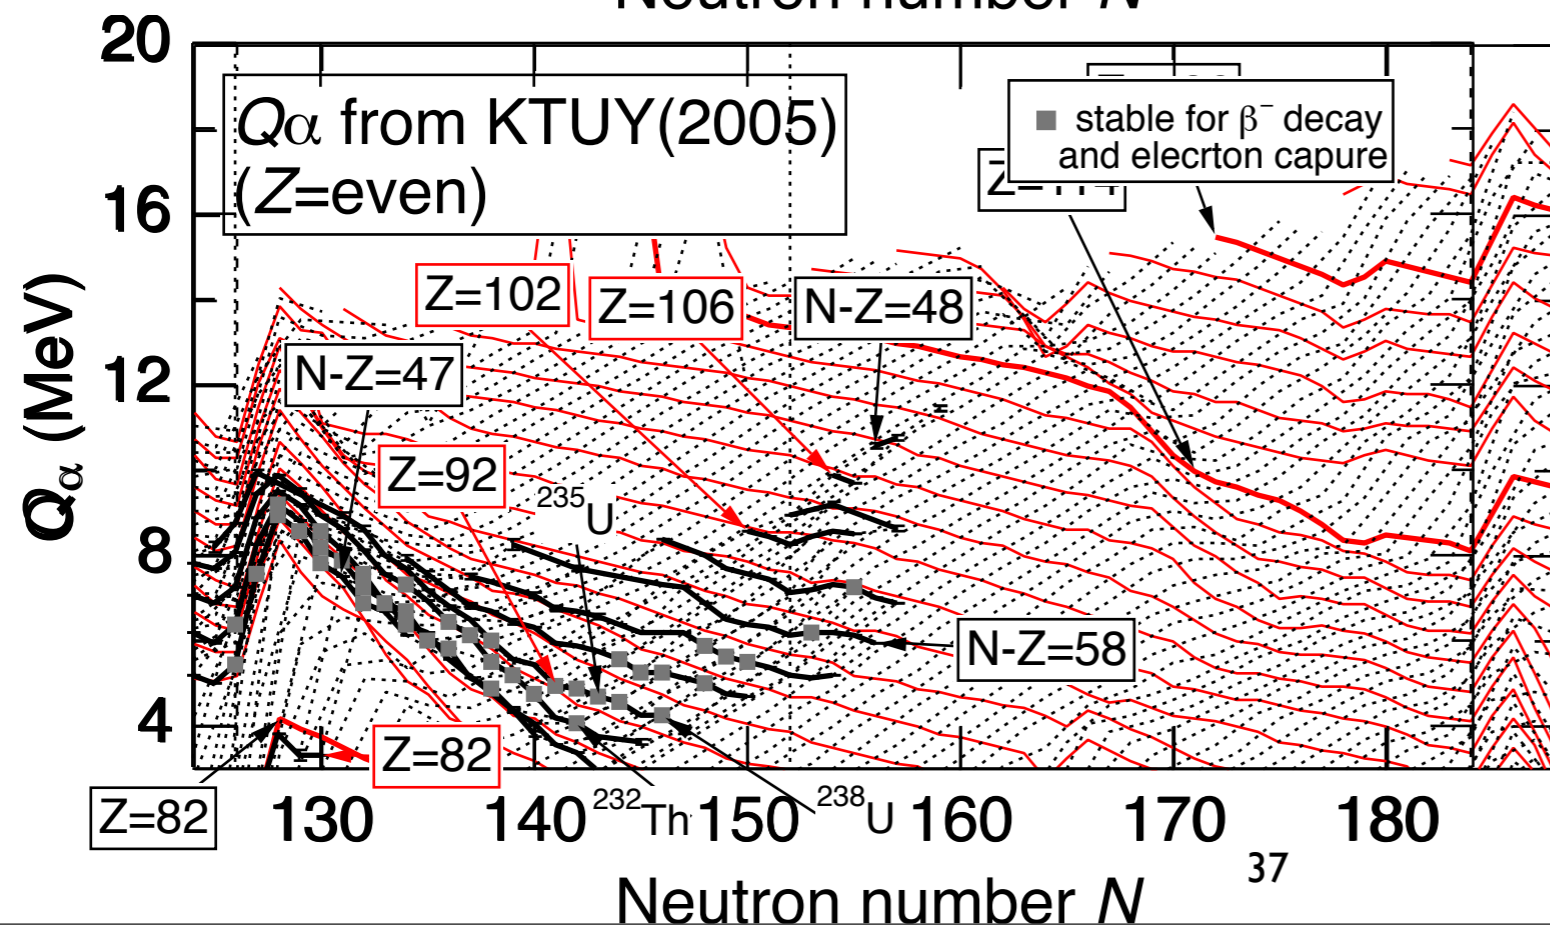 Neutron number N
20
16
12
8
4
Qα (MeV)
Qα from KTUY(2005)
(Z=even)
stable for β⁻ decay
and elecrton capure
Z=114
Z=102
Z=106
N-Z=48
N-Z=47
Z=92
235U
N-Z=58
Z=82
Z=82
232Th
238U
130 140 150 160 170 180
37
Neutron number N